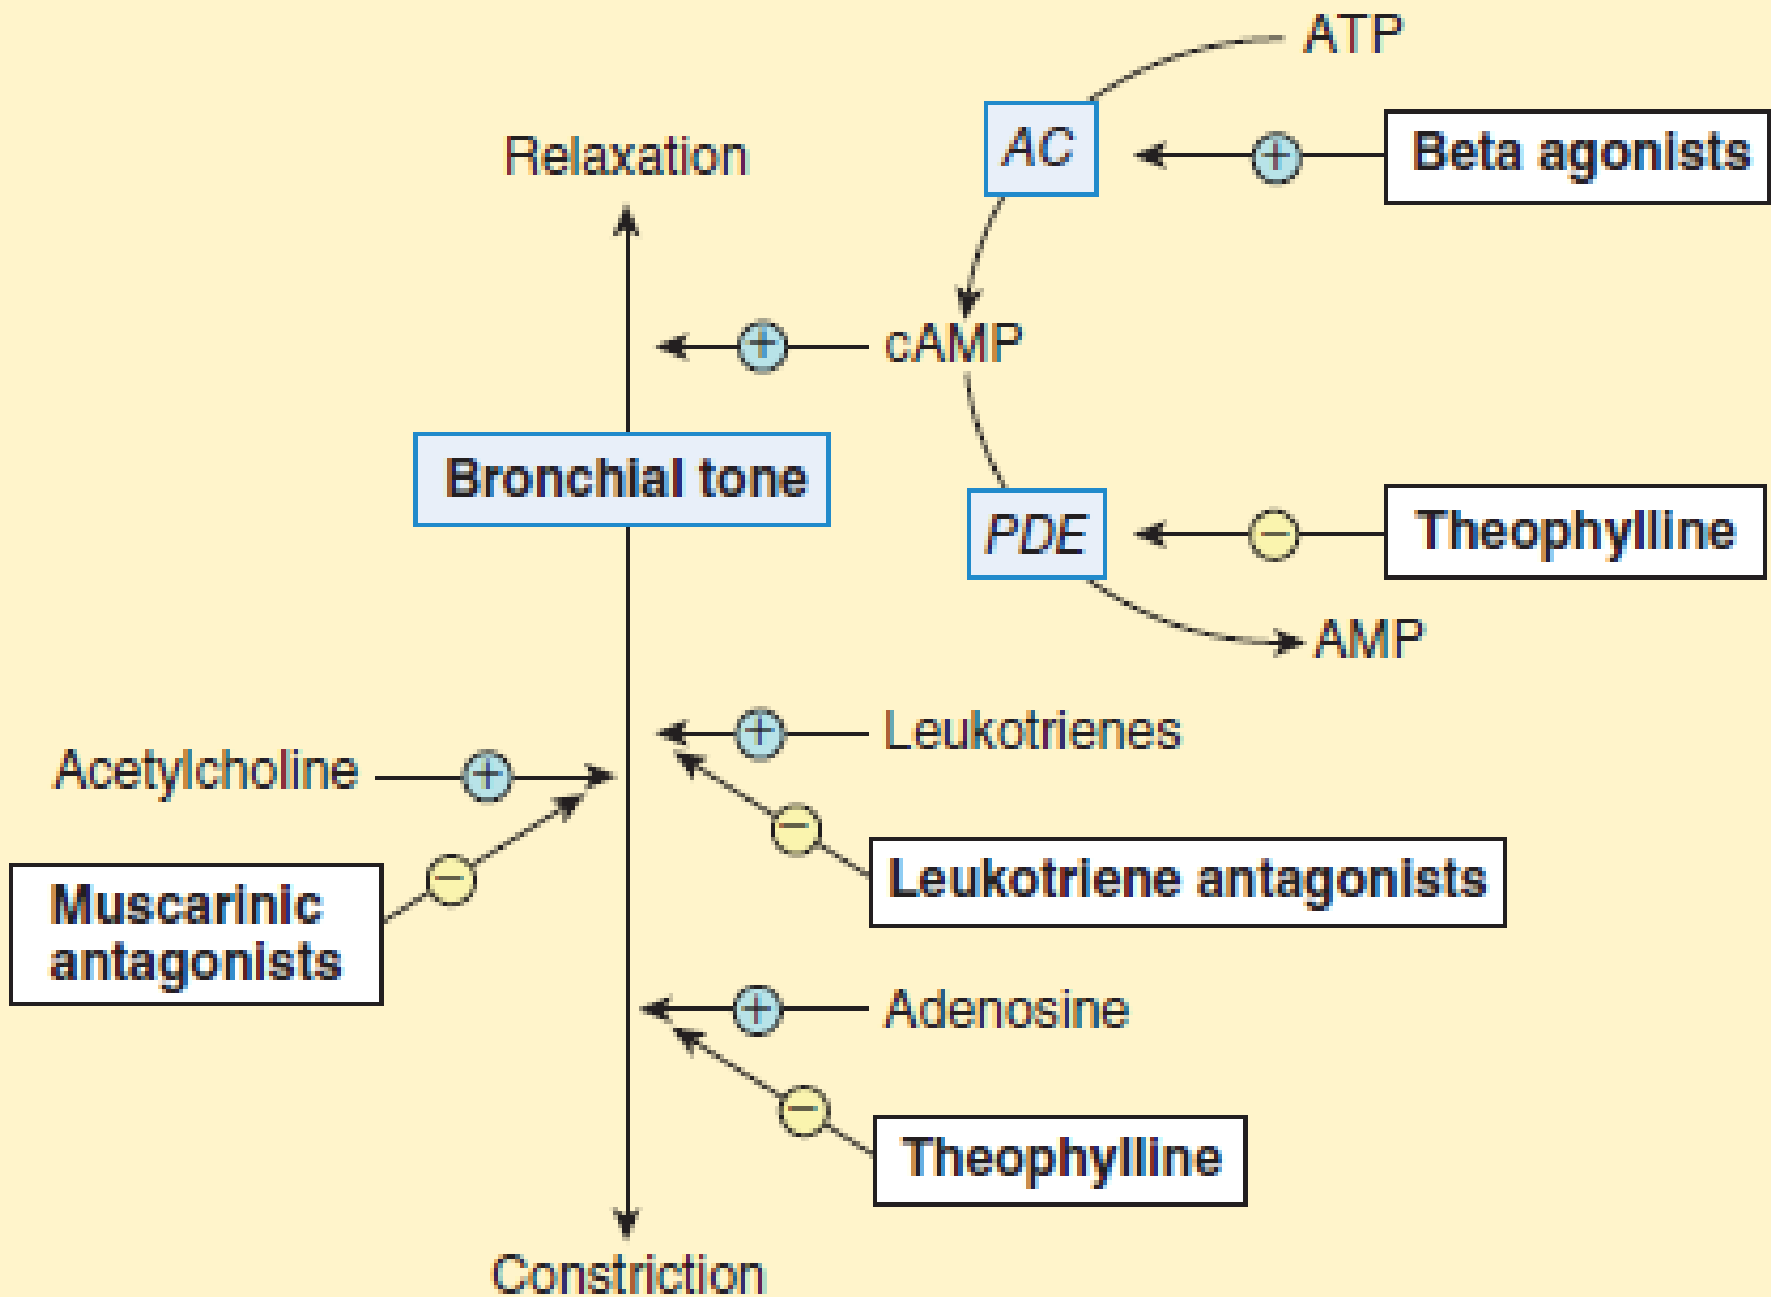 ATP
AC
Beta agonists
Relaxation
+
+
cAMP
Bronchial tone
PDE
−
Theophylline
AMP
+
Leukotrienes
Acetylcholine
+
−
Leukotriene antagonists
−
Muscarinic
antagonists
+
Adenosine
−
Theophylline
Constriction